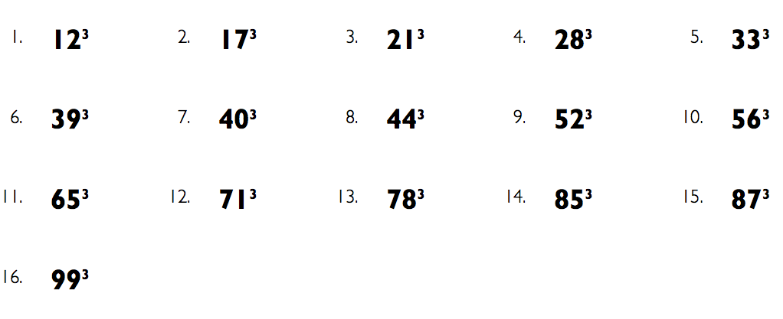 1. 12³ 2. 17³ 3. 21³ 4. 28³ 5. 33³
6. 39³ 7. 40³ 8. 44³ 9. 52³ 10. 56³
11. 65³ 12. 71³ 13. 78³ 14. 85³ 15. 87³
16. 99³